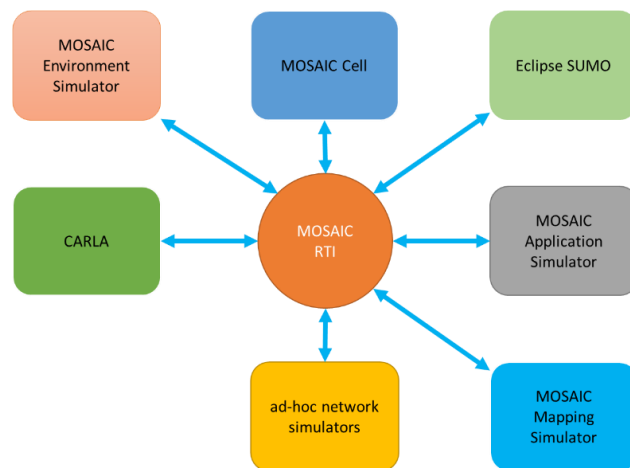 MOSAIC
Environment
Simulator
MOSAIC Cell
Eclipse SUMO
CARLA
MOSAIC
RTI
MOSAIC
Application
Simulator
ad-hoc network
simulators
MOSAIC
Mapping
Simulator